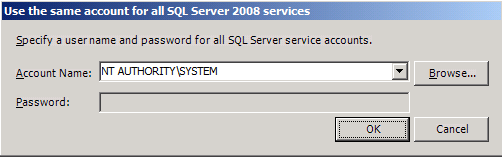 Use the same account for all SQL Server 2008 services
Specify a user name and password for all SQL Server service accounts.
Account Name: NT AUTHORITY\SYSTEM Browse...
Password:
OK Cancel